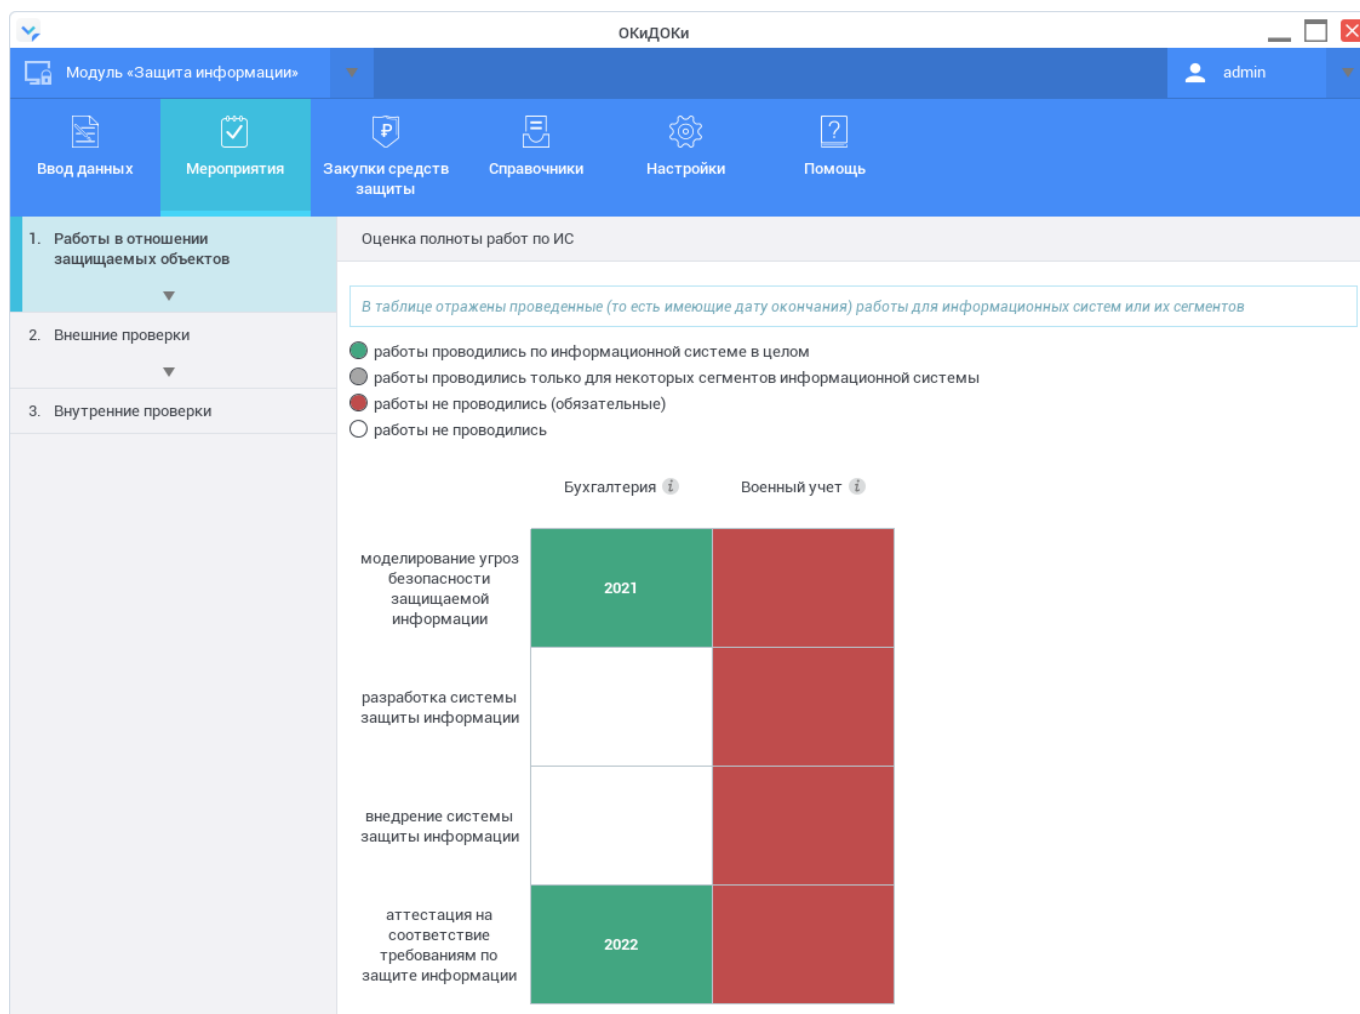 ОКиДОКи
Модуль «Защита информации»
admin
Ввод данных
Мероприятия
Закупки средств
защиты
Справочники
Настройки
Помощь
1. Работы в отношении
защищаемых объектов
2. Внешние проверки
3. Внутренние проверки
Оценка полноты работ по ИС
В таблице отражены проведенные (то есть имеющие дату окончания) работы для информационных систем или их сегментов
работы проводились по информационной системе в целом
работы проводились только для некоторых сегментов информационной системы
работы не проводились (обязательные)
работы не проводились
Бухгалтерия i
Военный учет i
моделирование угроз
безопасности
защищаемой
информации
2021
разработка системы
защиты информации
внедрение системы
защиты информации
аттестация на
соответствие
требованиям по
защите информации
2022